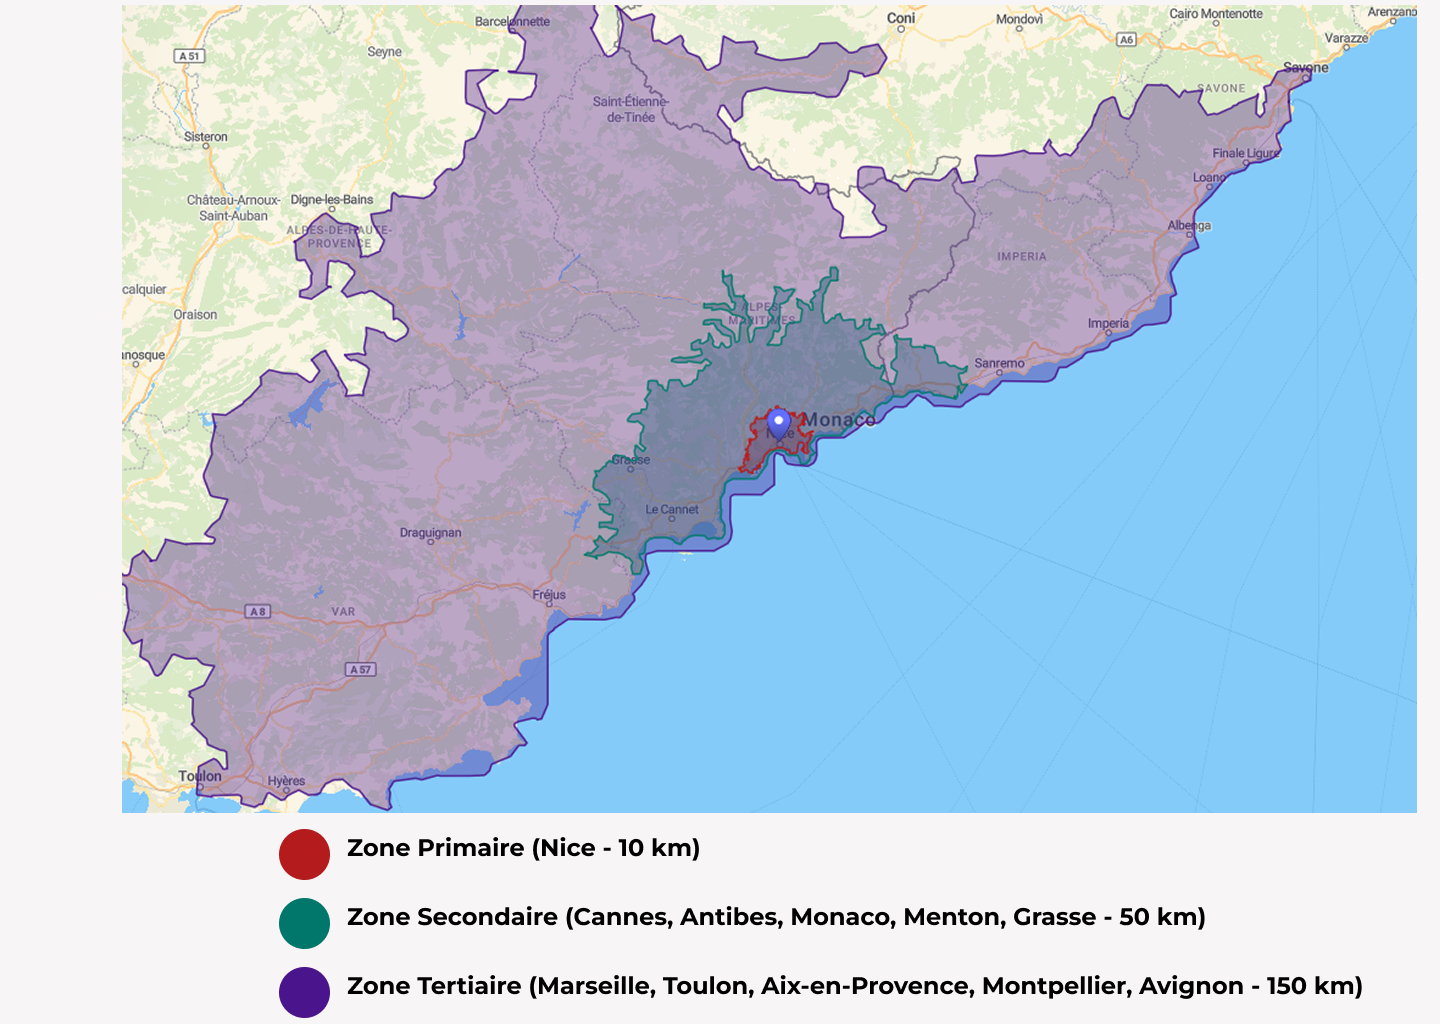 Barcelonnette
Coni
Mondovì
Cairo Montenotte
Arenzano
A 51
Seyne
A6
Varazze
Savone
SAVONE
Saint-Étienne-
de-Tinée
Sisteron
Finale Ligure
Loano
Château-Arnoux-
Saint-Auban
Digne-les-Bains
ALPES-DE-HAUTE-
PROVENCE
Albenga
IMPERIA
calquier
Oraison
ALPES-
MARITIMES
Imperia
anosque
Sanremo
Monaco
Nice
Grasse
Le Cannet
Draguignan
Fréjus
A 8
VAR
A 57
Toulon
Hyères
Zone Primaire (Nice - 10 km)
Zone Secondaire (Cannes, Antibes, Monaco, Menton, Grasse - 50 km)
Zone Tertiaire (Marseille, Toulon, Aix-en-Provence, Montpellier, Avignon - 150 km)